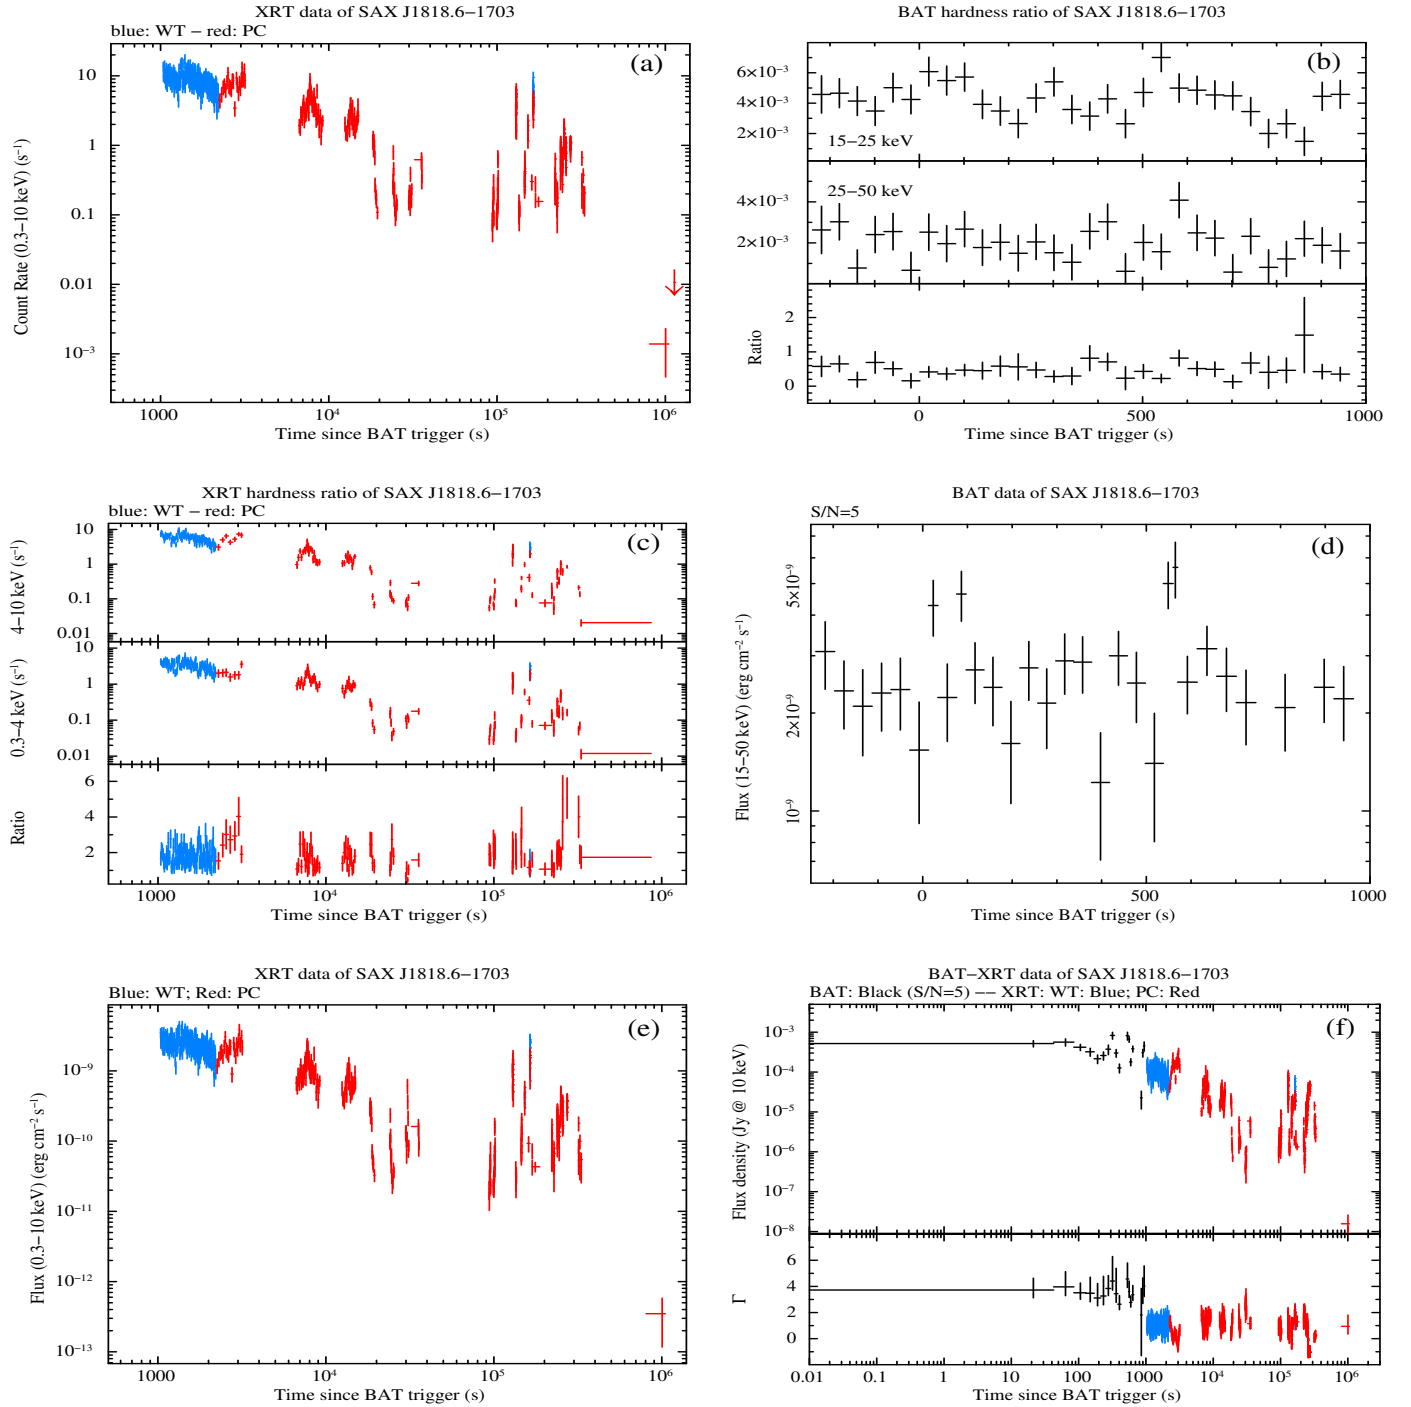 XRT data of SAX J1818.6−1703
blue: WT − red: PC
(a)
10
1
0.1
0.01
10⁻³
Count Rate (0.3−10 keV) (s⁻¹)
1000 10⁴ 10⁵ 10⁶
Time since BAT trigger (s)
BAT hardness ratio of SAX J1818.6−1703
(b)
6×10⁻³
4×10⁻³
2×10⁻³
15−25 keV
25−50 keV
4×10⁻³
2×10⁻³
Ratio
2
1
0
0 500 1000
Time since BAT trigger (s)
XRT hardness ratio of SAX J1818.6−1703
blue: WT − red: PC
(c)
4−10 keV (s⁻¹)
10
1
0.1
0.01
0.3−4 keV (s⁻¹)
10
1
0.1
0.01
Ratio
6
4
2
1000 10⁴ 10⁵ 10⁶
Time since BAT trigger (s)
BAT data of SAX J1818.6−1703
S/N=5
(d)
Flux (15−50 keV) (erg cm⁻² s⁻¹)
5×10⁻⁹
2×10⁻⁹
10⁻⁹
0 500 1000
Time since BAT trigger (s)
XRT data of SAX J1818.6−1703
Blue: WT; Red: PC
(e)
Flux (0.3−10 keV) (erg cm⁻² s⁻¹)
10⁻⁹
10⁻¹⁰
10⁻¹¹
10⁻¹²
10⁻¹³
1000 10⁴ 10⁵ 10⁶
Time since BAT trigger (s)
BAT−XRT data of SAX J1818.6−1703
BAT: Black (S/N=5) −− XRT: WT: Blue; PC: Red
(f)
Flux density (Jy @ 10 keV)
10⁻³
10⁻⁴
10⁻⁵
10⁻⁶
10⁻⁷
10⁻⁸
Γ
6
4
2
0
0.01 0.1 1 10 100 1000 10⁴ 10⁵ 10⁶
Time since BAT trigger (s)